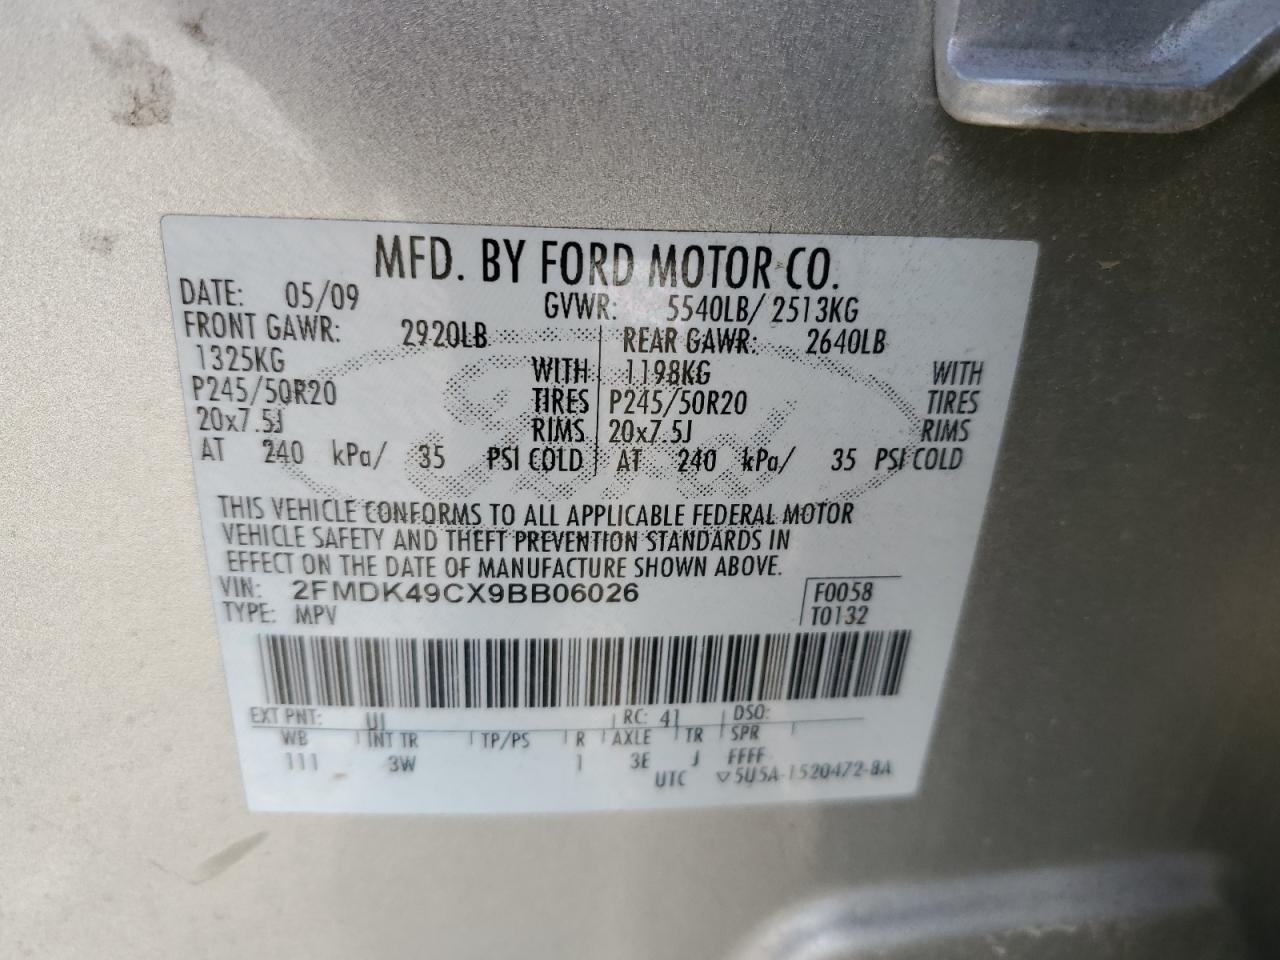 MFD. BY FORD MOTOR CO.
DATE: 05/09 GVWR: 5540LB/ 2513KG
FRONT GAWR: 2920LB REAR GAWR: 2640LB
1325KG WITH 1198KG WITH
P245/50R20 TIRES P245/50R20 TIRES
20x7.5J RIMS 20x7.5J RIMS
AT 240 kPa/ 35 PSI COLD AT 240 kPa/ 35 PSI COLD
THIS VEHICLE CONFORMS TO ALL APPLICABLE FEDERAL MOTOR
VEHICLE SAFETY AND THEFT PREVENTION STANDARDS IN
EFFECT ON THE DATE OF MANUFACTURE SHOWN ABOVE.
VIN: 2FMDK49CX9BB06026 F0058
TYPE: MPV T0132
EXT PNT: UJ RC: 41 DSO:
WB INT TR TP/PS R AXLE TR SPR
111 3W 1 3E J FFFF
UTC ▽5U5A-1520472-BA